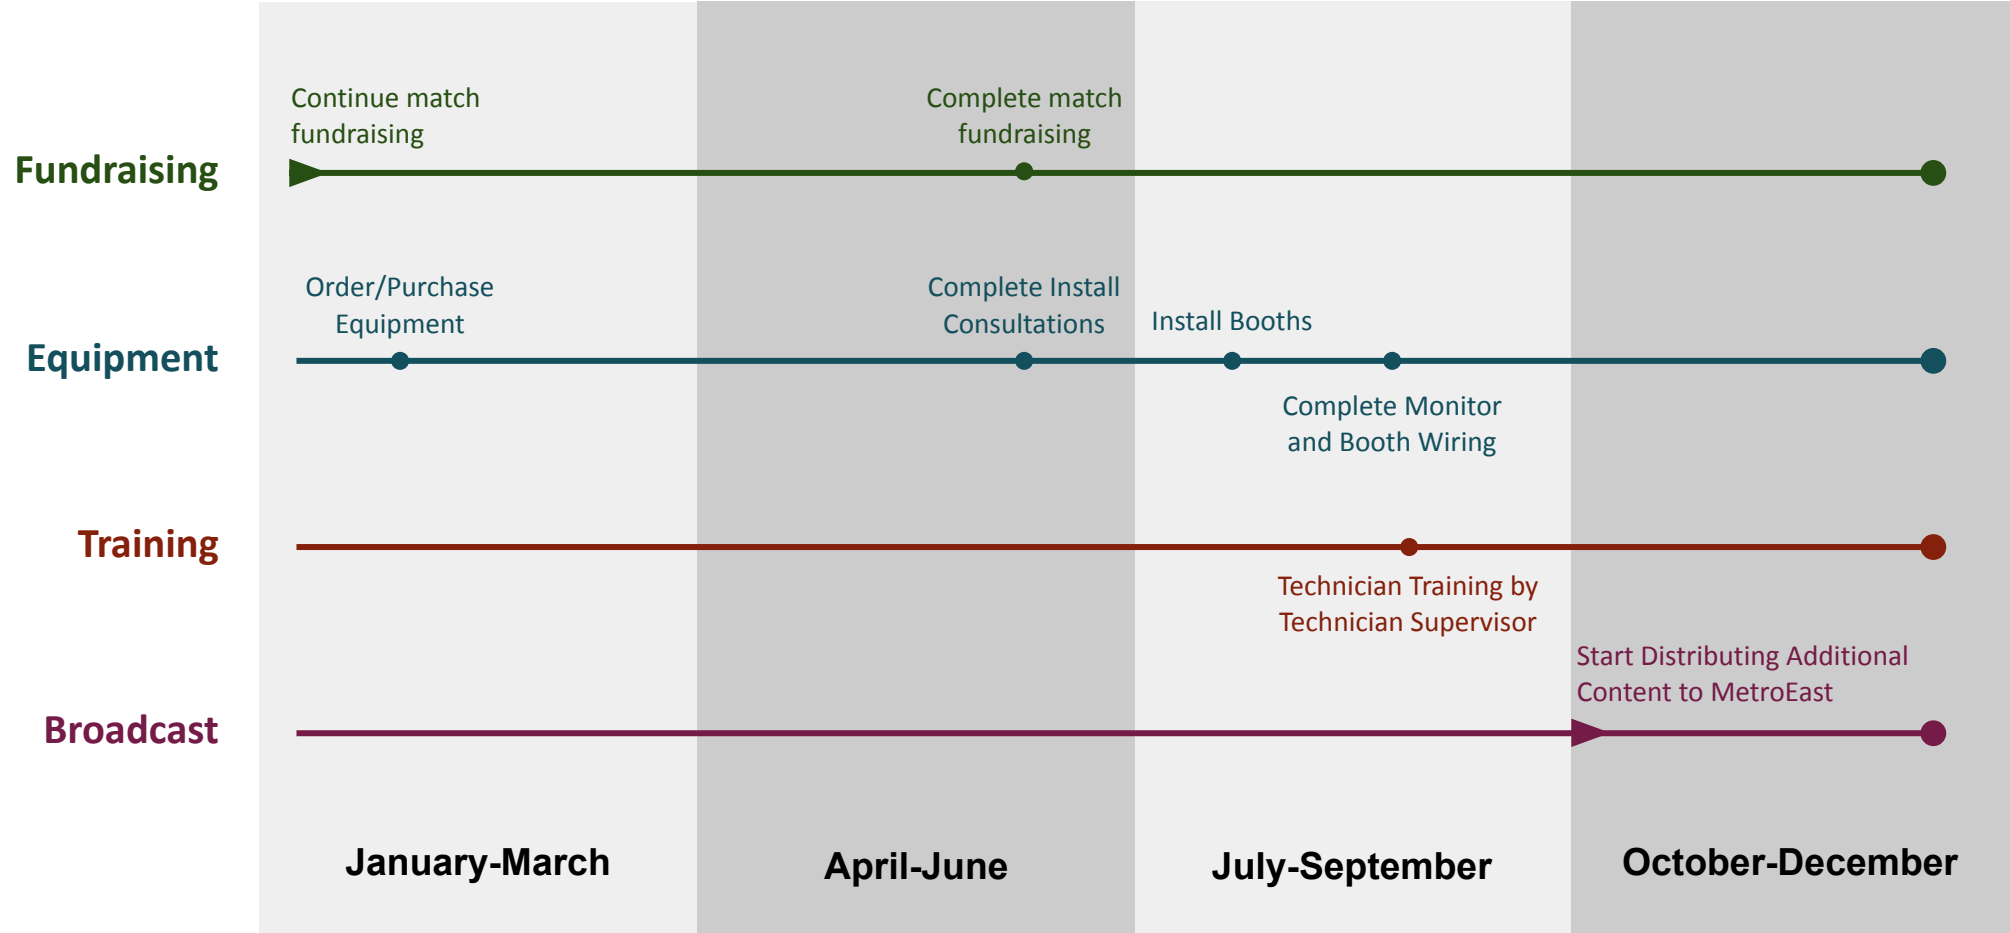 Continue match
fundraising
Complete match
fundraising
Fundraising
Order/Purchase
Equipment
Complete Install
Consultations
Install Booths
Equipment
Complete Monitor
and Booth Wiring
Training
Technician Training by
Technician Supervisor
Start Distributing Additional
Content to MetroEast
Broadcast
January-March
April-June
July-September
October-December